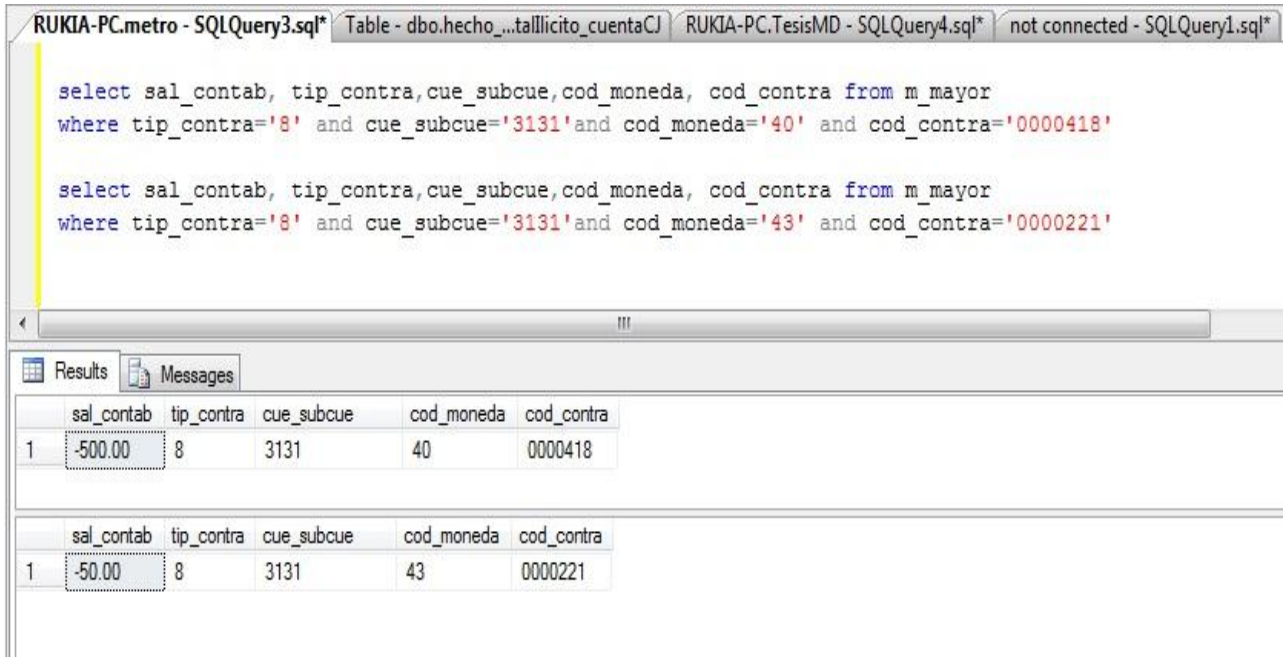 RUKIA-PC.metro - SQLQuery3.sql* Table - dbo.hecho_...talIlicito_cuentaCJ RUKIA-PC.TesisMD - SQLQuery4.sql* not connected - SQLQuery1.sql*
select sal_contab, tip_contra,cue_subcue,cod_moneda, cod_contra from m_mayor
where tip_contra='8' and cue_subcue='3131'and cod_moneda='40' and cod_contra='0000418'
select sal_contab, tip_contra,cue_subcue,cod_moneda, cod_contra from m_mayor
where tip_contra='8' and cue_subcue='3131'and cod_moneda='43' and cod_contra='0000221'
Results Messages
sal_contab tip_contra cue_subcue cod_moneda cod_contra
1 -500.00 8 3131 40 0000418
sal_contab tip_contra cue_subcue cod_moneda cod_contra
1 -50.00 8 3131 43 0000221